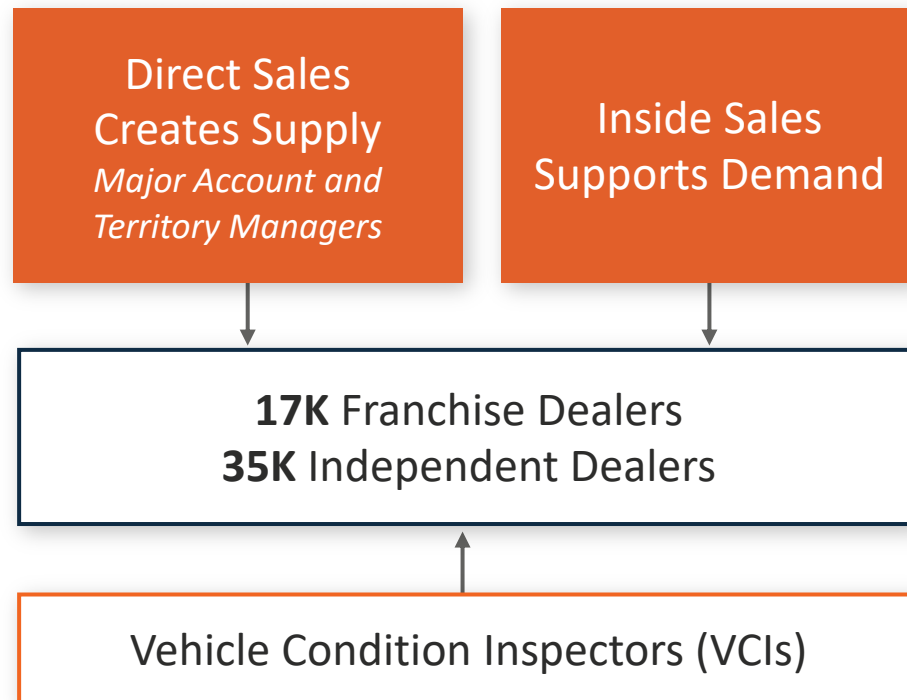 Direct Sales
Creates Supply
Major Account and
Territory Managers
Inside Sales
Supports Demand
17K Franchise Dealers
35K Independent Dealers
Vehicle Condition Inspectors (VCIs)